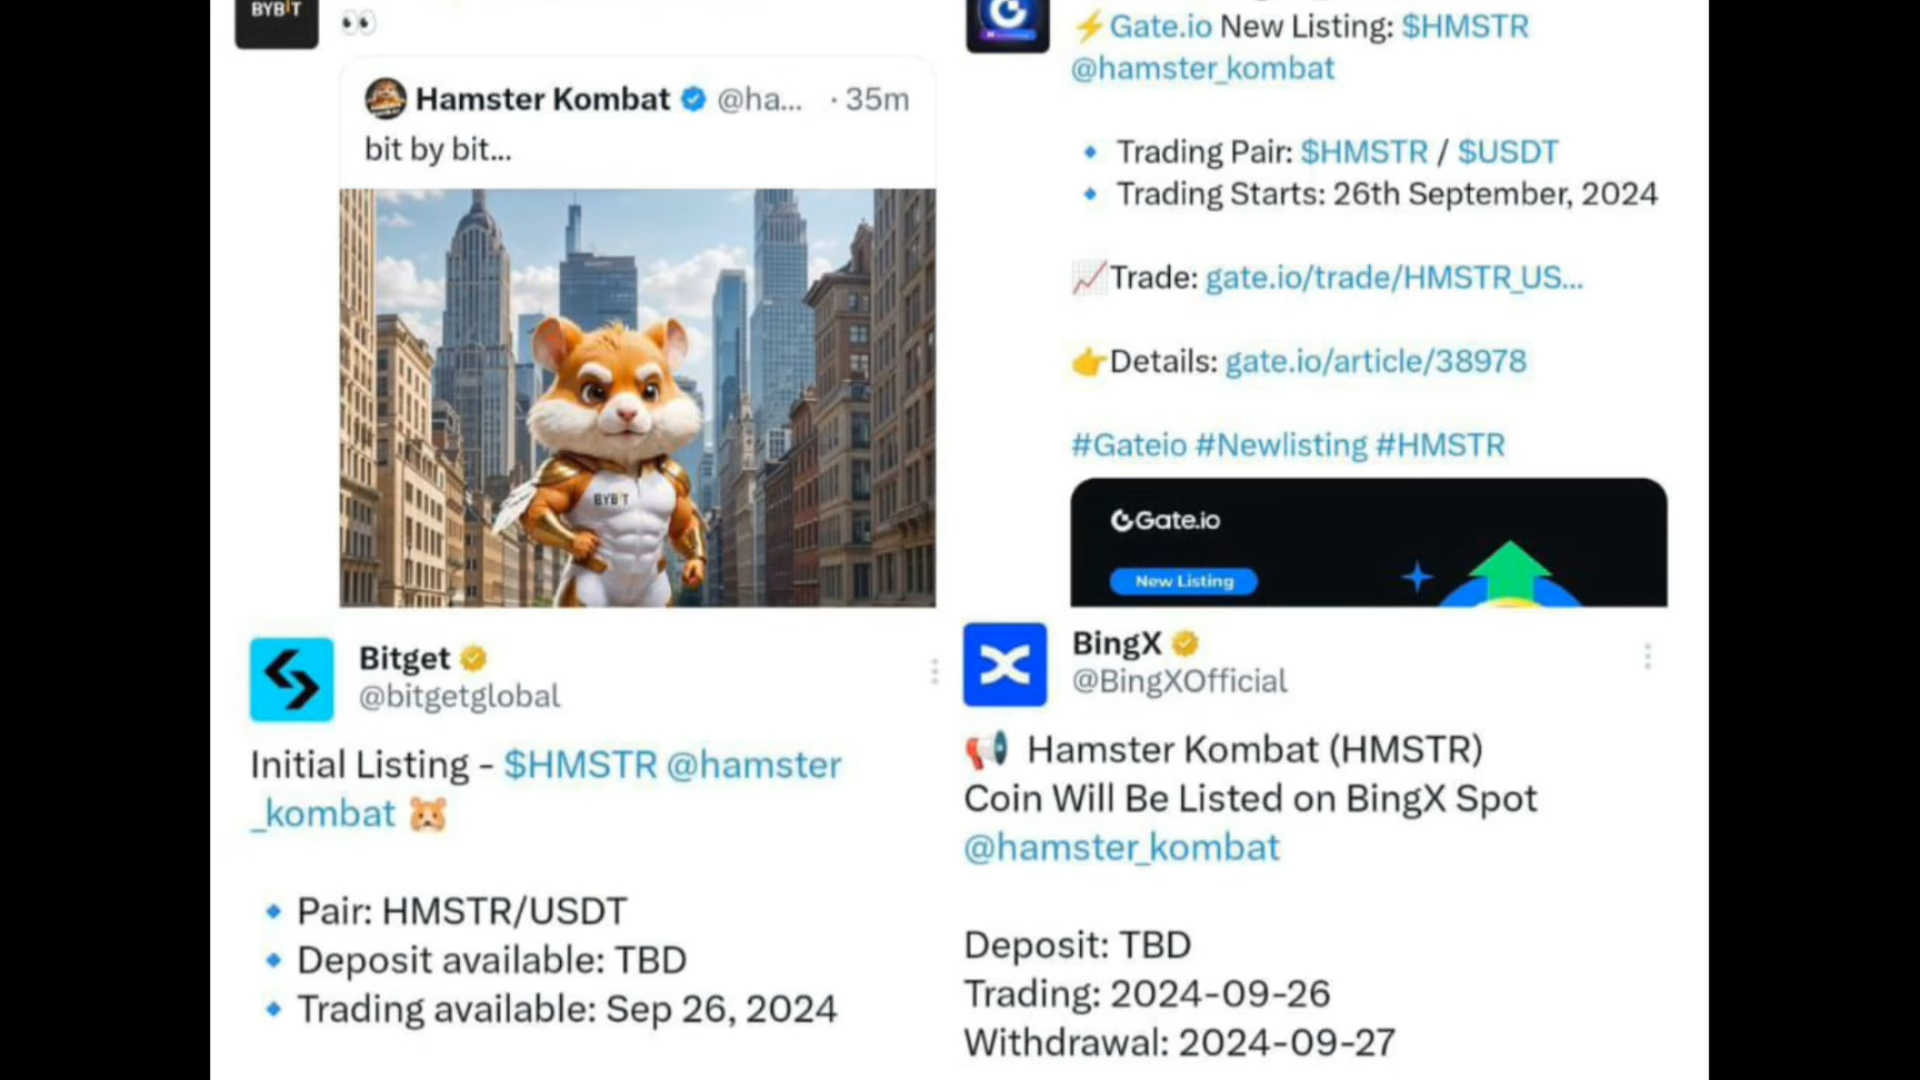 BYBIT
👀
Hamster Kombat @ha... · 35m
bit by bit...
BYBIT
⚡Gate.io New Listing: $HMSTR
@hamster_kombat
🔹 Trading Pair: $HMSTR / $USDT
🔹 Trading Starts: 26th September, 2024
📈Trade: gate.io/trade/HMSTR_US...
👉Details: gate.io/article/38978
#Gateio #Newlisting #HMSTR
Gate.io
New Listing
Bitget
@bitgetglobal
Initial Listing - $HMSTR @hamster
_kombat 🐹
🔹 Pair: HMSTR/USDT
🔹 Deposit available: TBD
🔹 Trading available: Sep 26, 2024
BingX
@BingXOfficial
📢 Hamster Kombat (HMSTR)
Coin Will Be Listed on BingX Spot
@hamster_kombat
Deposit: TBD
Trading: 2024-09-26
Withdrawal: 2024-09-27